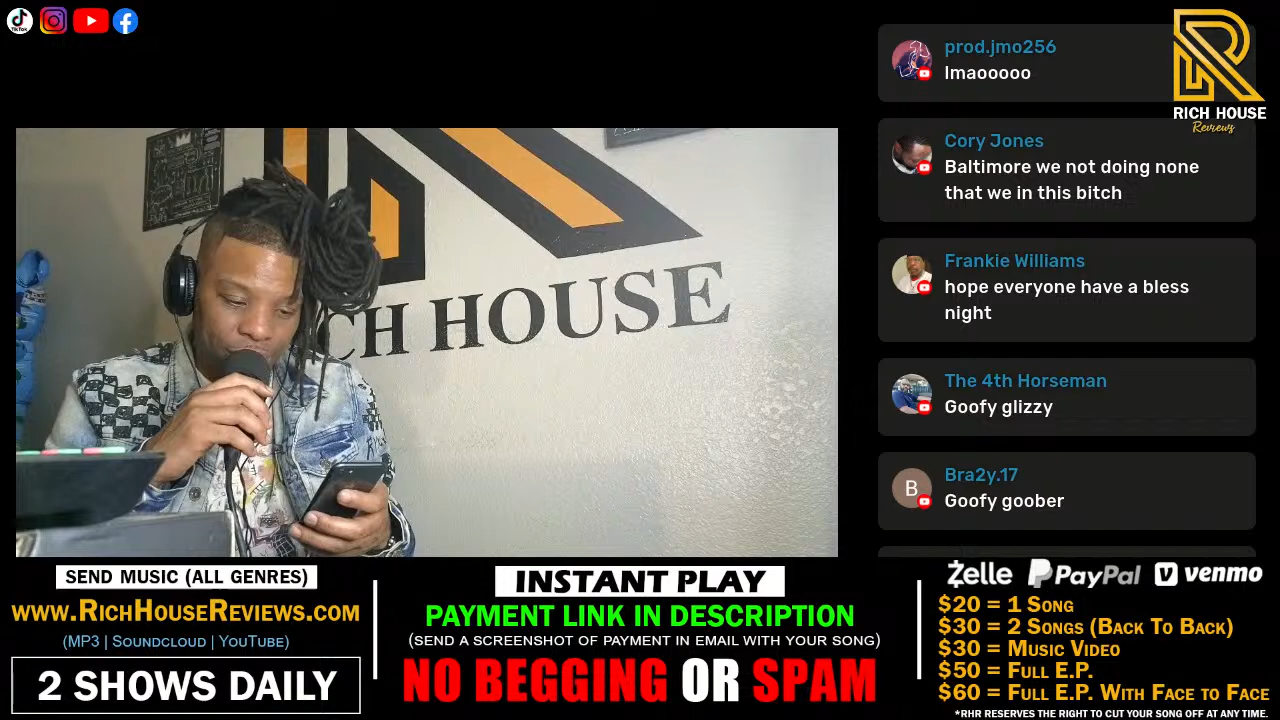 prod.jmo256
lmaooooo
RICH HOUSE
Reviews
Cory Jones
Baltimore we not doing none
that we in this bitch
Frankie Williams
hope everyone have a bless
night
The 4th Horseman
Goofy glizzy
B
Bra2y.17
Goofy goober
CH HOUSE
SEND MUSIC (ALL GENRES)
www.RichHouseReviews.com
(MP3 | Soundcloud | YouTube)
2 SHOWS DAILY
INSTANT PLAY
PAYMENT LINK IN DESCRIPTION
(SEND A SCREENSHOT OF PAYMENT IN EMAIL WITH YOUR SONG)
NO BEGGING OR SPAM
Zelle PayPal venmo
$20 = 1 Song
$30 = 2 Songs (Back To Back)
$30 = Music Video
$50 = Full E.P.
$60 = Full E.P. With Face to Face
*RHR RESERVES THE RIGHT TO CUT YOUR SONG OFF AT ANY TIME.